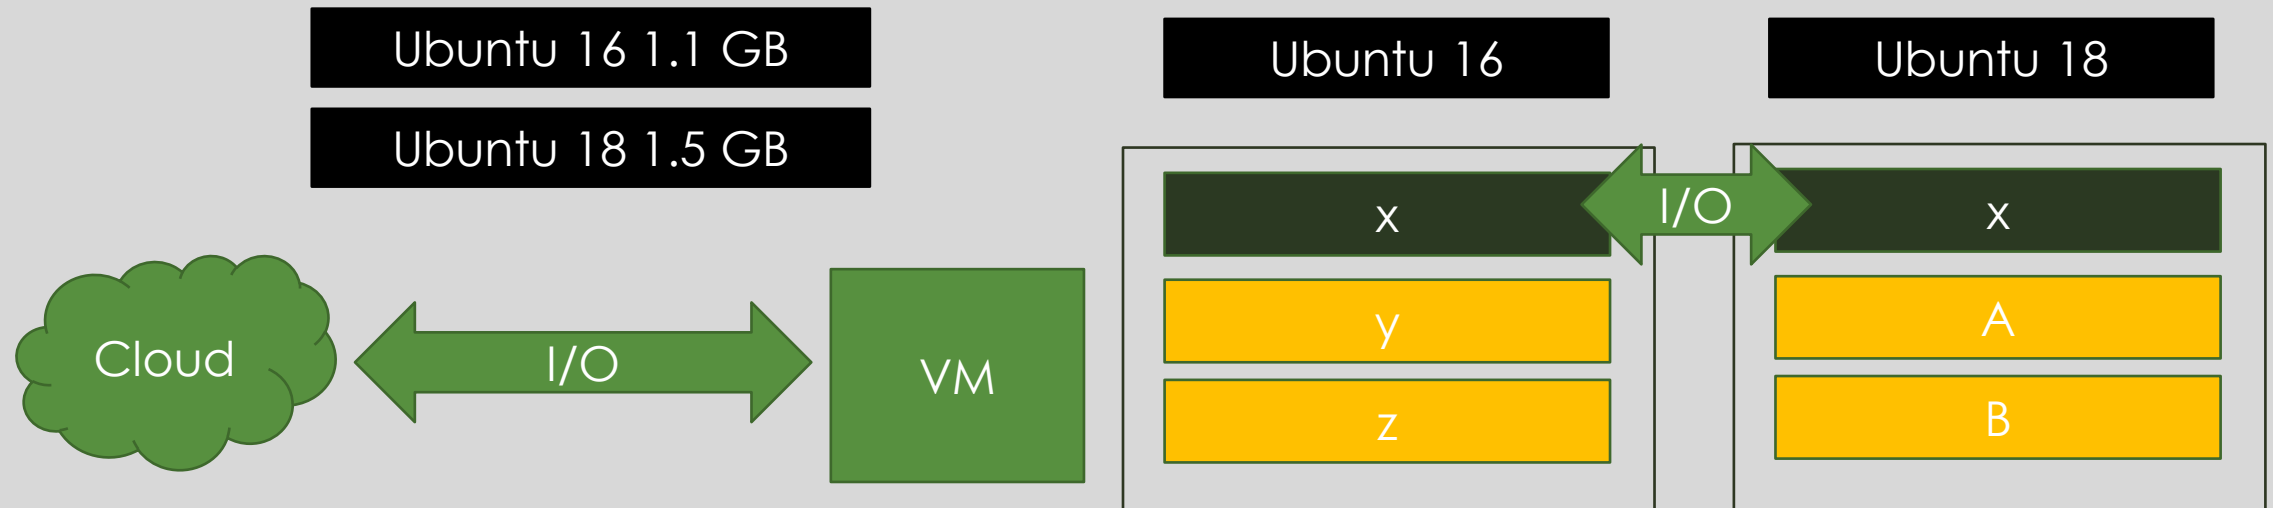 Ubuntu 16 1.1 GB
Ubuntu 18 1.5 GB
Cloud
I/O
VM
Ubuntu 16
x
y
z
I/O
Ubuntu 18
x
A
B